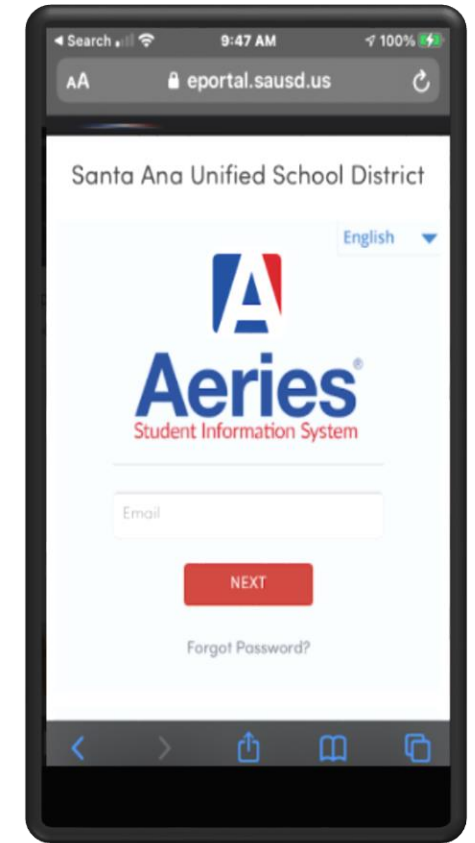 Search 9:47 AM 100%
AA eportal.sausd.us
Santa Ana Unified School District
English
A
Aeries®
Student Information System
Email
NEXT
Forgot Password?